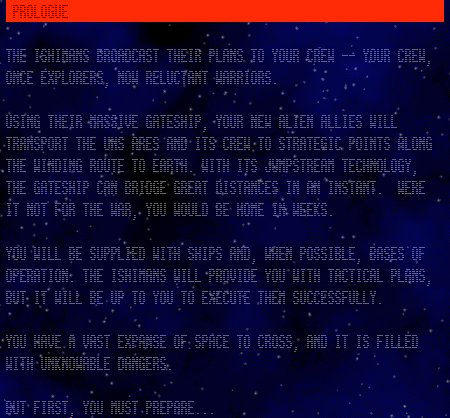 PROLOGUE
THE ISHIMANS BROADCAST THEIR PLANS TO YOUR CREW -- YOUR CREW,
ONCE EXPLORERS, NOW RELUCTANT WARRIORS.
USING THEIR MASSIVE GATESHIP, YOUR NEW ALIEN ALLIES WILL
TRANSPORT THE UNS ARES AND ITS CREW TO STRATEGIC POINTS ALONG
THE WINDING ROUTE TO EARTH. WITH ITS JUMPSTREAM TECHNOLOGY,
THE GATESHIP CAN BRIDGE GREAT DISTANCES IN AN INSTANT. WERE
IT NOT FOR THE WAR, YOU WOULD BE HOME IN WEEKS.
YOU WILL BE SUPPLIED WITH SHIPS AND, WHEN POSSIBLE, BASES OF
OPERATION. THE ISHIMANS WILL PROVIDE YOU WITH TACTICAL PLANS,
BUT IT WILL BE UP TO YOU TO EXECUTE THEM SUCCESSFULLY.
YOU HAVE A VAST EXPANSE OF SPACE TO CROSS, AND IT IS FILLED
WITH UNKNOWABLE DANGERS.
BUT FIRST, YOU MUST PREPARE...